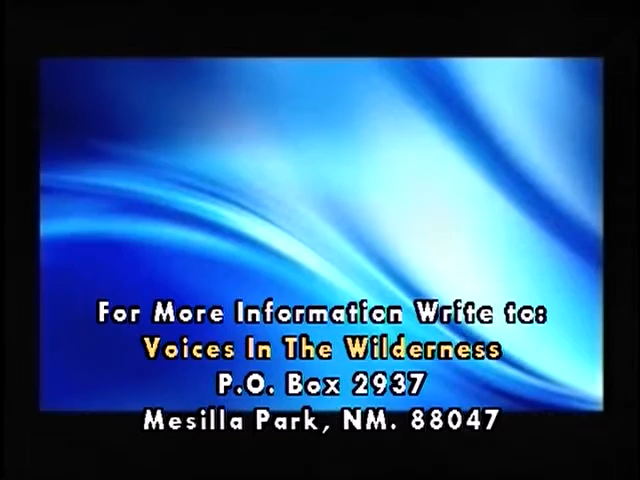 For More Information Write to:
Voices In The Wilderness
P.O. Box 2937
Mesilla Park, NM. 88047